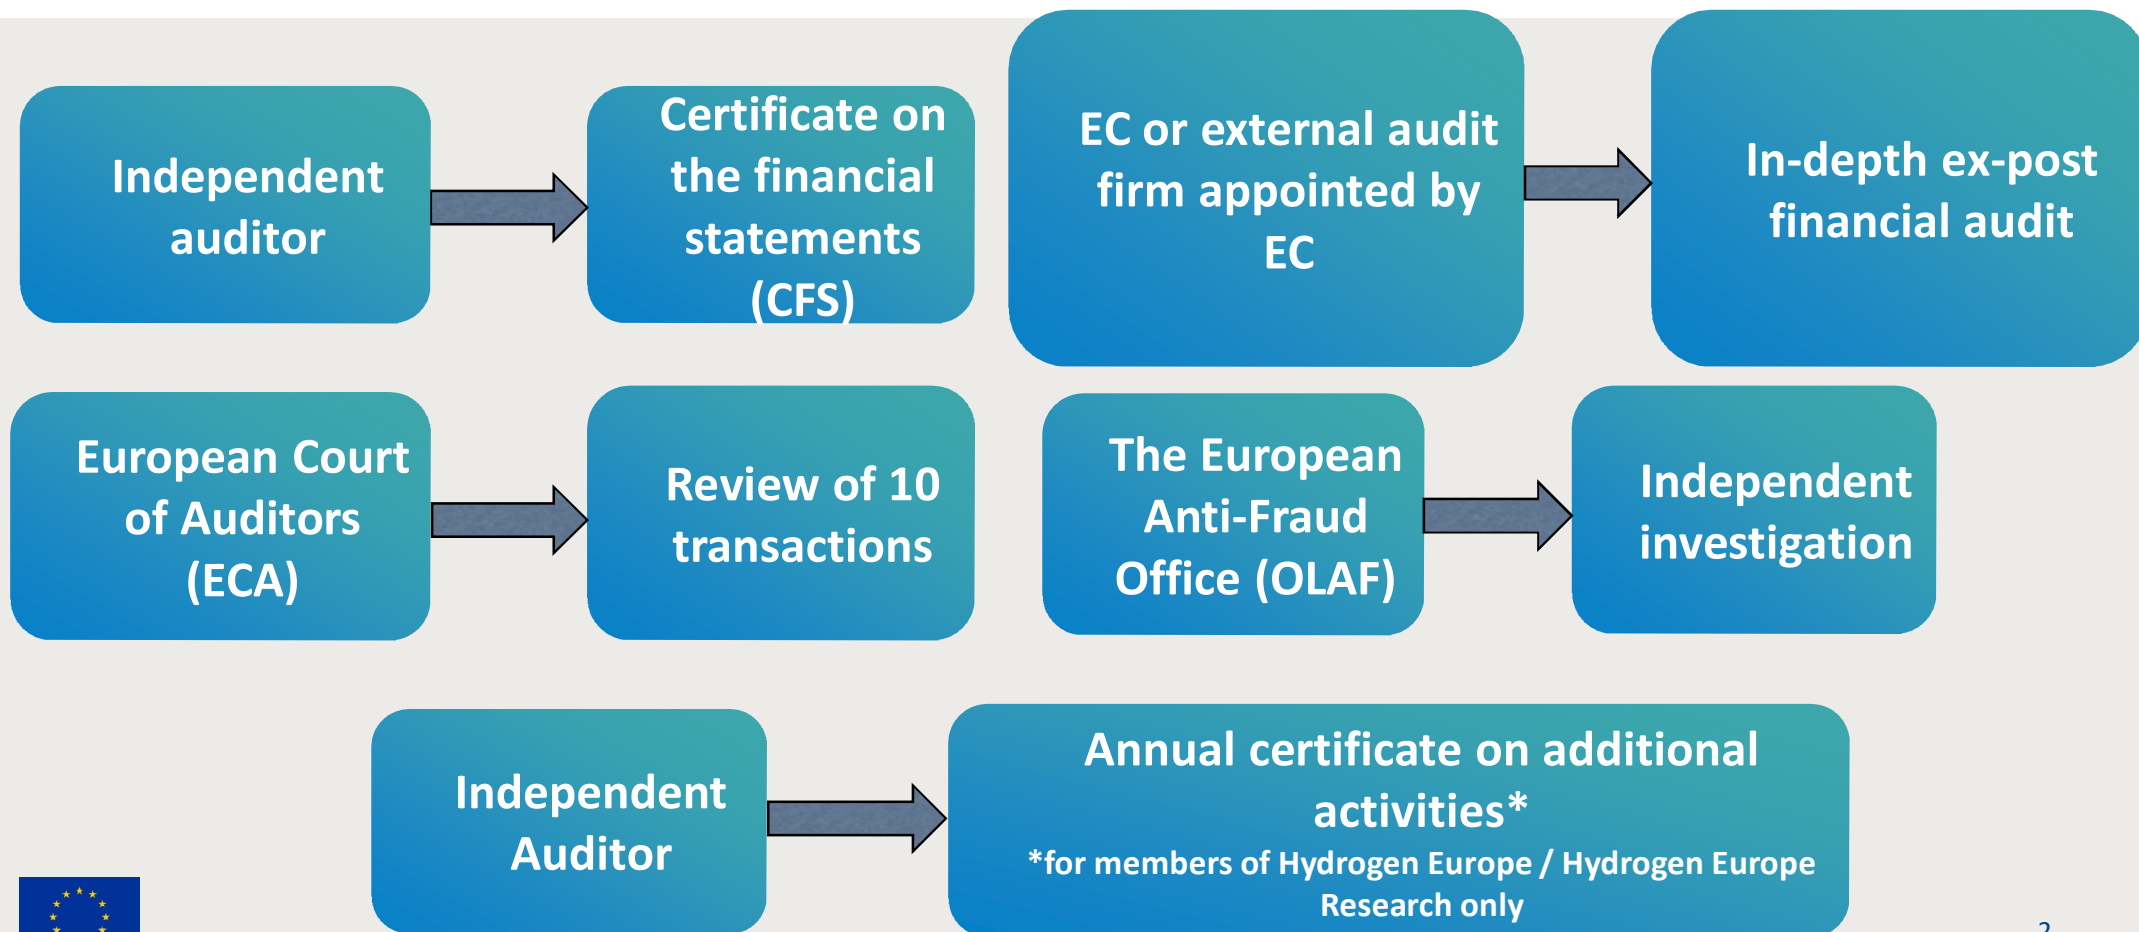 Independent
auditor
Certificate on
the financial
statements
(CFS)
EC or external audit
firm appointed by
EC
In-depth ex-post
financial audit
European Court
of Auditors
(ECA)
Review of 10
transactions
The European
Anti-Fraud
Office (OLAF)
Independent
investigation
Independent
Auditor
Annual certificate on additional
activities*
*for members of Hydrogen Europe / Hydrogen Europe
Research only
2